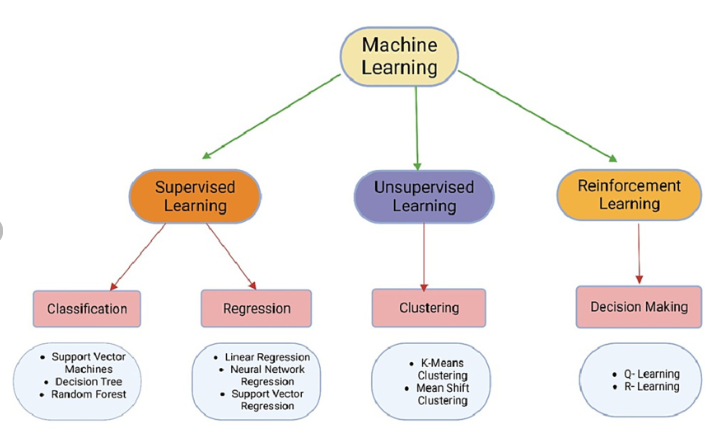 Machine
Learning
Supervised
Learning
Unsupervised
Learning
Reinforcement
Learning
Classification
Regression
Clustering
Decision Making
• Support Vector
Machines
• Decision Tree
• Random Forest
• Linear Regression
• Neural Network
Regression
• Support Vector
Regression
• K-Means
Clustering
• Mean Shift
Clustering
• Q- Learning
• R- Learning